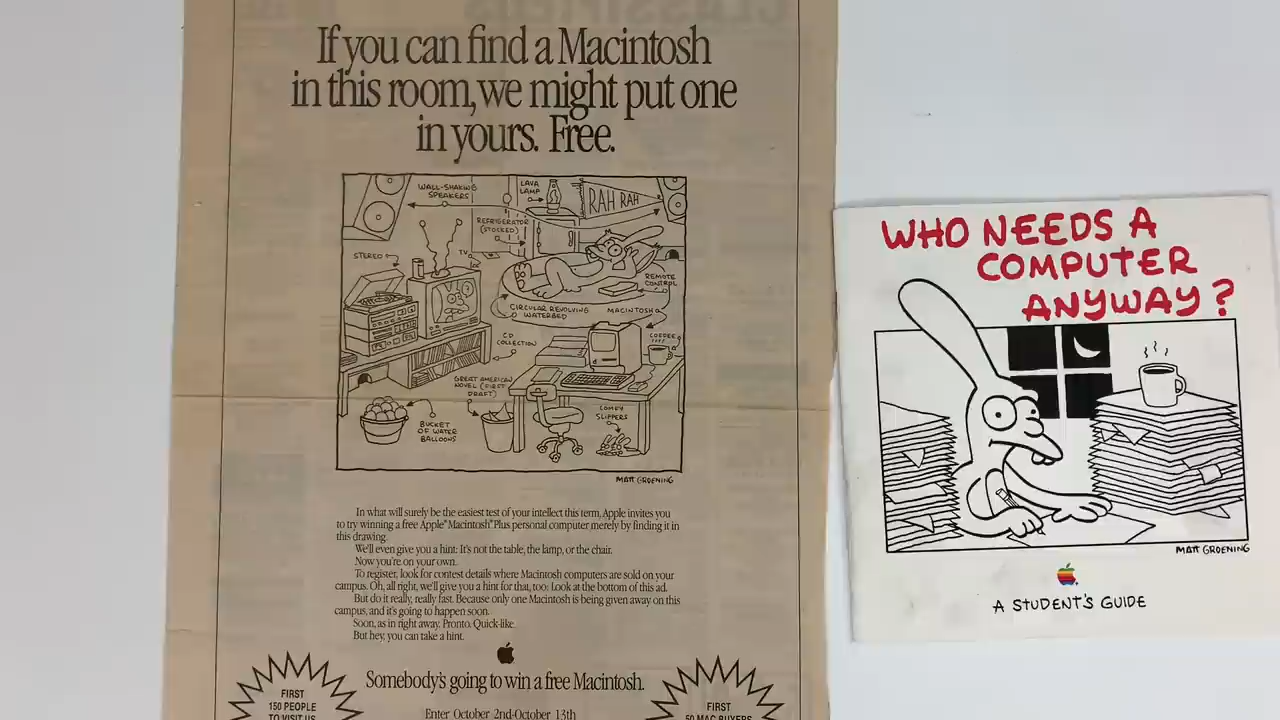 If you can find a Macintosh
in this room, we might put one
in yours. Free.
WALL-SHAKING
SPEAKERS
LAVA
LAMP
RAH RAH
REFRIGERATOR
(STOCKED)
TV
STEREO
REMOTE
CONTROL
CIRCULAR REVOLVING
WATERBED
MACINTOSH
CD
COLLECTION
COFFEE
GREAT AMERICAN
NOVEL (FIRST
DRAFT)
BUCKET
OF WATER
BALLOONS
COMFY
SLIPPERS
MATT GROENING
In what will surely be the easiest test of your intellect this term, Apple invites you
to try winning a free Apple® Macintosh® Plus personal computer merely by finding it in
this drawing.
We'll even give you a hint: It's not the table, the lamp, or the chair.
Now you're on your own.
To register, look for contest details where Macintosh computers are sold on your
campus. Oh, all right, we'll give you a hint for that, too: Look at the bottom of this ad.
But do it really, really fast. Because only one Macintosh is being given away on this
campus, and it's going to happen soon.
Soon, as in right away. Pronto. Quick-like.
But hey, you can take a hint.
Somebody's going to win a free Macintosh.
Enter October 2nd-October 13th
FIRST
150 PEOPLE
TO VISIT US
FIRST
50 MAC BUYERS
WHO NEEDS A
COMPUTER
ANYWAY?
MATT GROENING
A STUDENT'S GUIDE